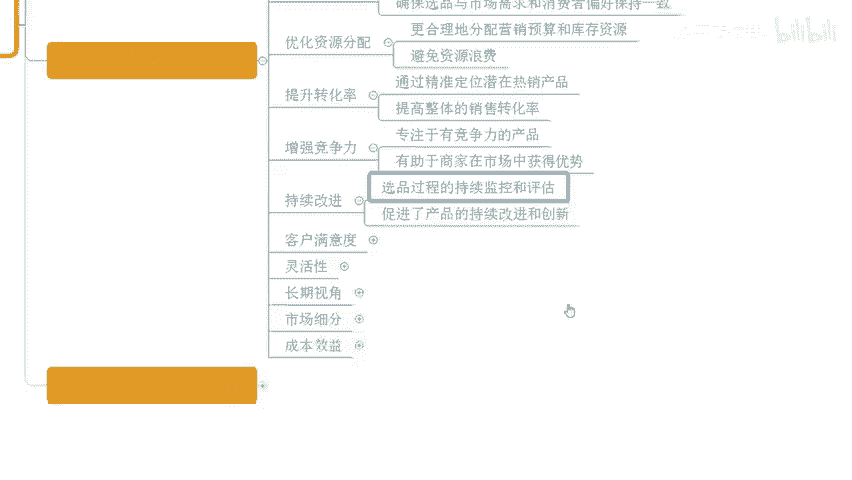 确保选品与市场需求和消费者偏好保持一致
优化资源分配
更合理地分配营销预算和库存资源
避免资源浪费
提升转化率
通过精准定位潜在热销产品
提高整体的销售转化率
增强竞争力
专注于有竞争力的产品
有助于商家在市场中获得优势
持续改进
选品过程的持续监控和评估
促进了产品的持续改进和创新
客户满意度
灵活性
长期视角
市场细分
成本效益
bilibili